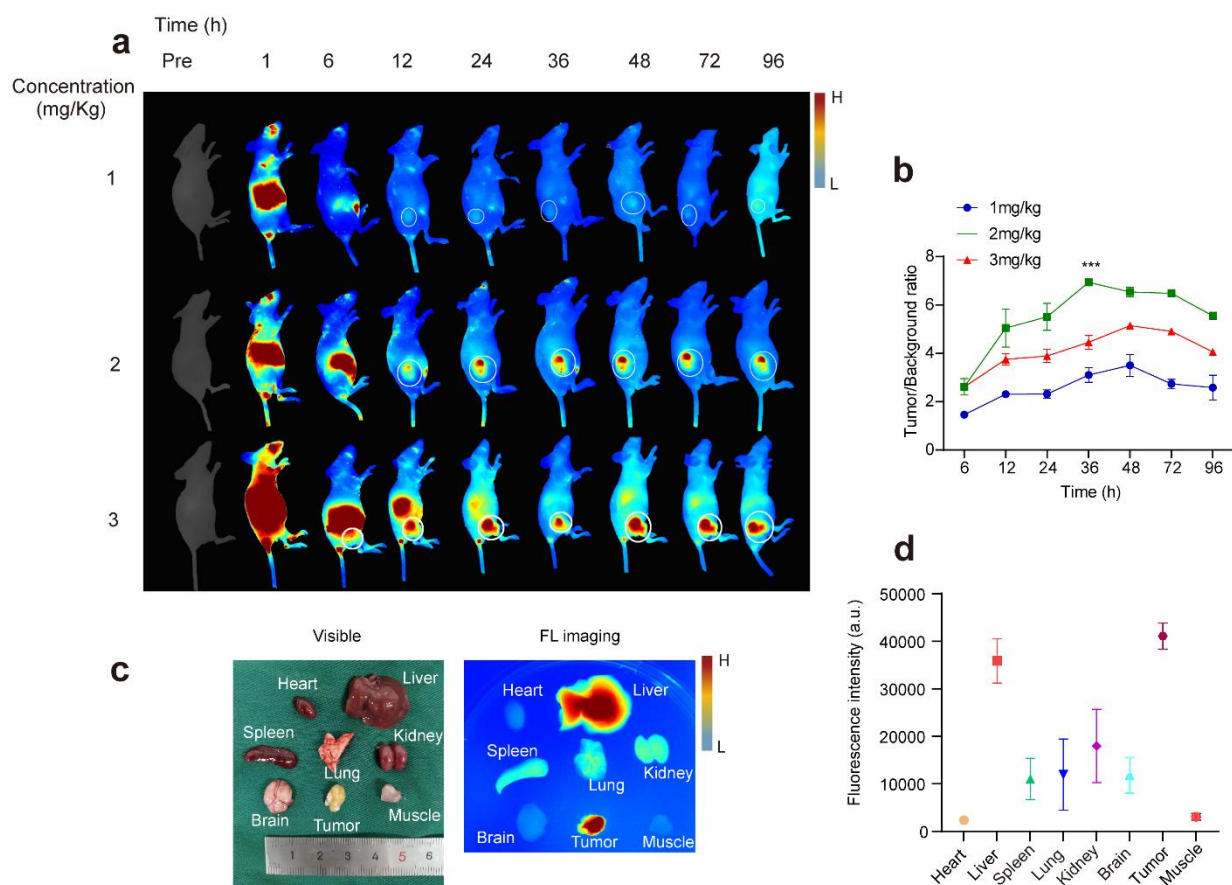 a
Time (h)
Pre 1 6 12 24 36 48 72 96
Concentration
(mg/Kg)
H
L
1
2
3
b
1mg/kg
2mg/kg
3mg/kg
***
Tumor/Background ratio
8
6
4
2
0
6 12 24 36 48 72 96
Time (h)
c
Visible
Heart
Liver
Spleen
Lung
Kidney
Brain
Tumor
Muscle
1 2 3 4 5 6
FL imaging
Heart
Liver
Spleen
Lung
Kidney
Brain
Tumor
Muscle
H
L
d
Fluorescence intensity (a.u.)
50000
40000
30000
20000
10000
0
Heart
Liver
Spleen
Lung
Kidney
Brain
Tumor
Muscle